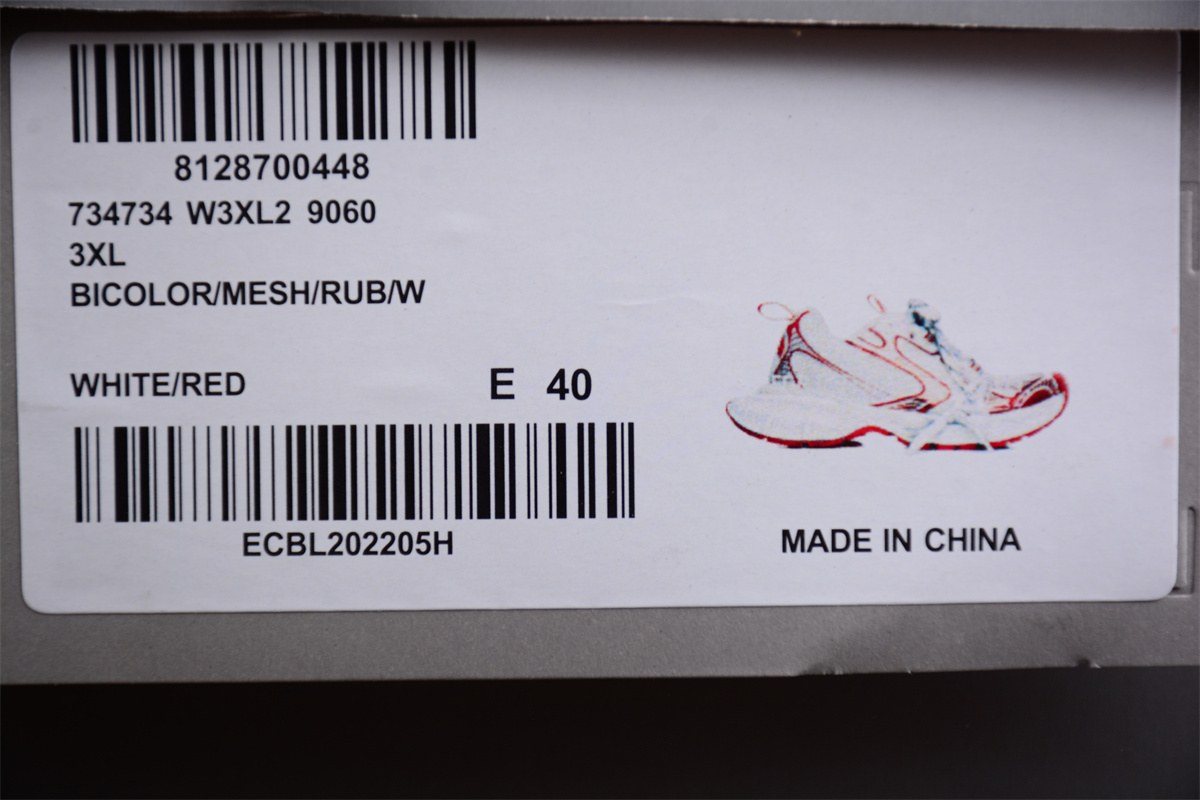 8128700448
734734 W3XL2 9060
3XL
BICOLOR/MESH/RUB/W
WHITE/RED E 40
ECBL202205H
MADE IN CHINA